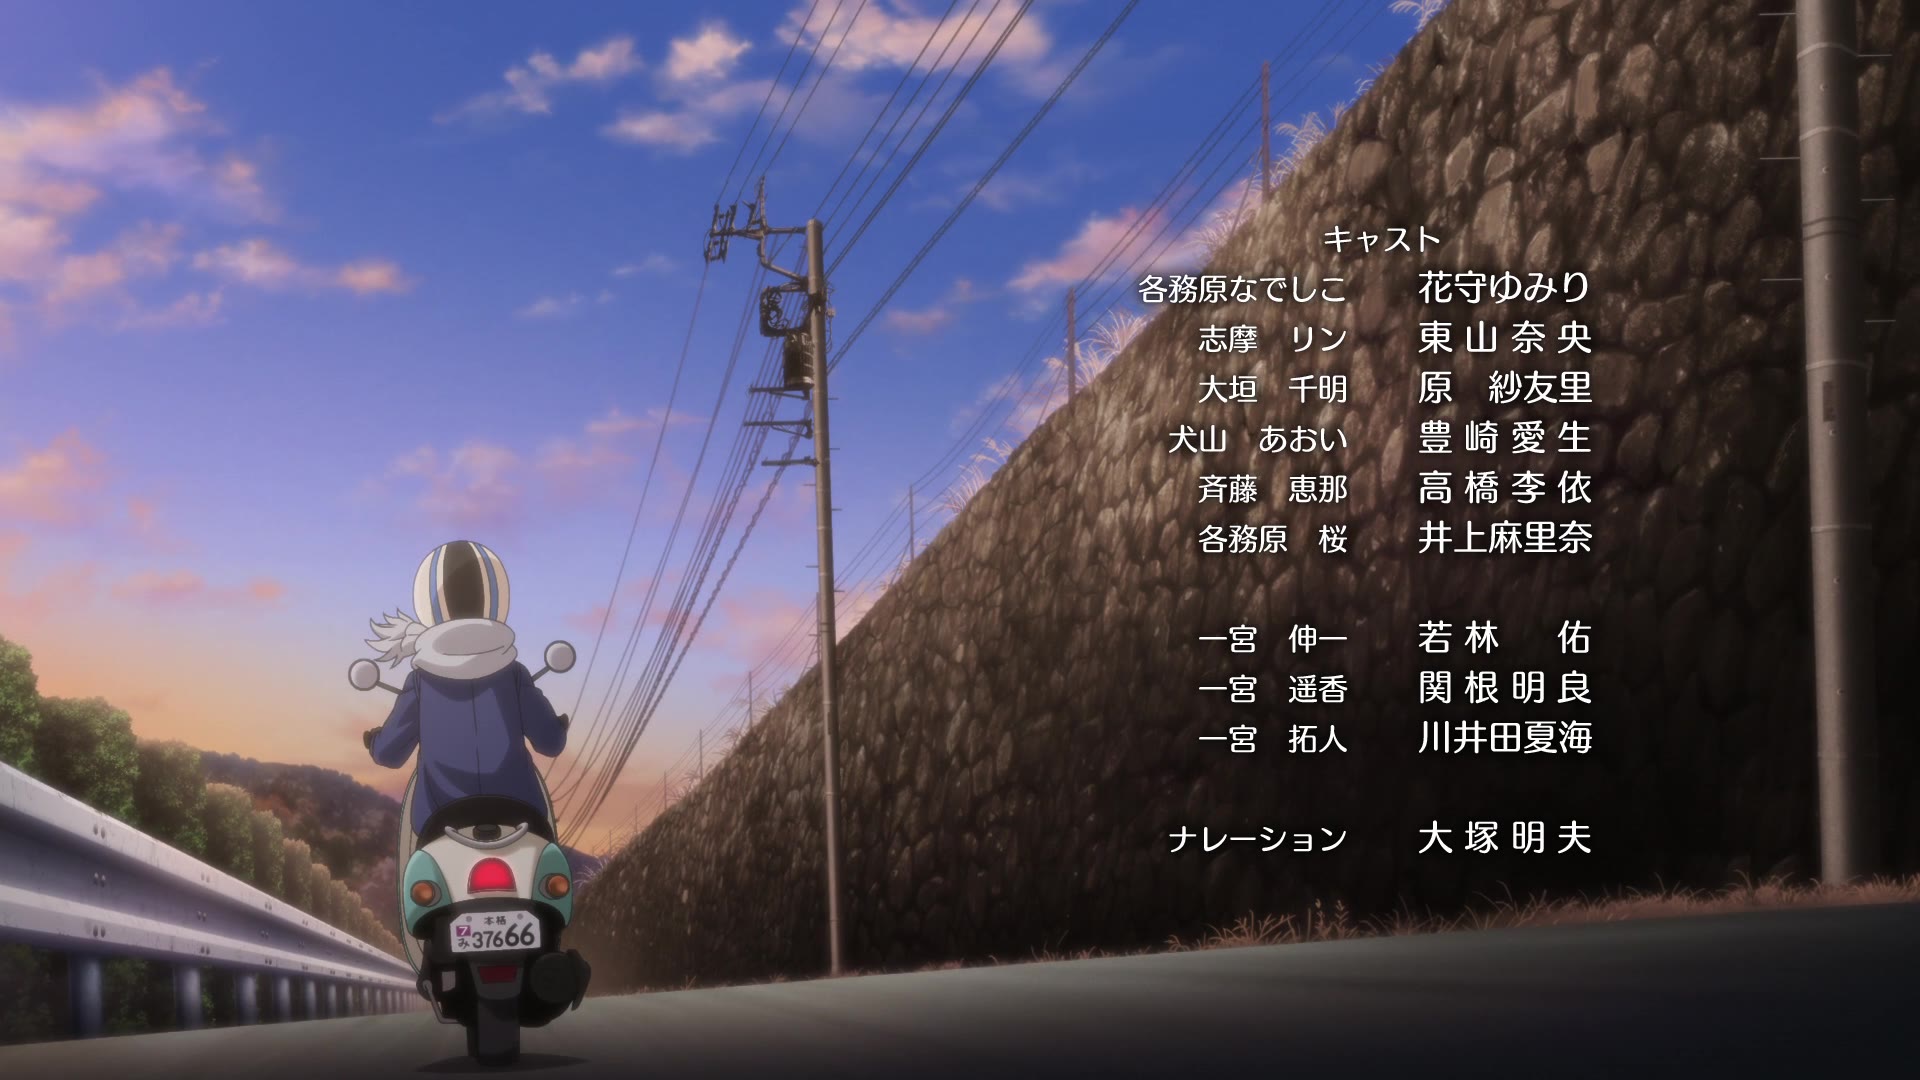 キャスト
各務原なでしこ　花守ゆみり
志摩　リン　東山奈央
大垣　千明　原　紗友里
犬山　あおい　豊崎愛生
斉藤　恵那　高橋李依
各務原　桜　井上麻里奈
一宮　伸一　若林　佑
一宮　遥香　関根明良
一宮　拓人　川井田夏海
ナレーション　大塚明夫
本栖
7
み 37666